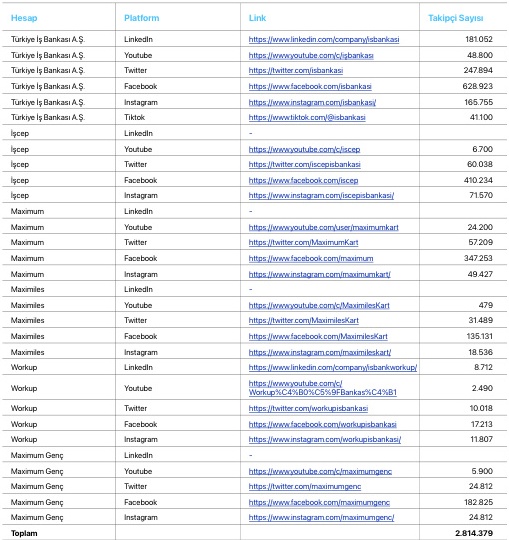 Hesap Platform Link Takipçi Sayısı
Türkiye İş Bankası A.Ş. LinkedIn https://www.linkedin.com/company/isbankasi 181.052
Türkiye İş Bankası A.Ş. Youtube https://www.youtube.com/c/işbankası 48.800
Türkiye İş Bankası A.Ş. Twitter https://twitter.com/isbankasi 247.894
Türkiye İş Bankası A.Ş. Facebook https://www.facebook.com/isbankasi 628.923
Türkiye İş Bankası A.Ş. Instagram https://www.instagram.com/isbankasi/ 165.755
Türkiye İş Bankası A.Ş. Tiktok https://www.tiktok.com/@isbankasi 41.100
İşcep LinkedIn -
İşcep Youtube https://www.youtube.com/c/iscep 6.700
İşcep Twitter https://twitter.com/iscepisbankasi 60.038
İşcep Facebook https://www.facebook.com/iscep 410.234
İşcep Instagram https://www.instagram.com/iscepisbankasi/ 71.570
Maximum LinkedIn -
Maximum Youtube https://www.youtube.com/user/maximumkart 24.200
Maximum Twitter https://twitter.com/MaximumKart 57.209
Maximum Facebook https://www.facebook.com/maximum 347.253
Maximum Instagram https://www.instagram.com/maximumkart/ 49.427
Maximiles LinkedIn -
Maximiles Youtube https://www.youtube.com/c/MaximilesKart 479
Maximiles Twitter https://twitter.com/MaximilesKart 31.489
Maximiles Facebook https://www.facebook.com/MaximilesKart 135.131
Maximiles Instagram https://www.instagram.com/maximileskart/ 18.536
Workup LinkedIn https://www.linkedin.com/company/isbankworkup/ 8.712
Workup Youtube https://www.youtube.com/c/
Workup%C4%B0%C5%9FBankas%C4%B1 2.490
Workup Twitter https://twitter.com/workupisbankasi 10.018
Workup Facebook https://www.facebook.com/workupisbankasi 17.213
Workup Instagram https://www.instagram.com/workupisbankasi/ 11.807
Maximum Genç LinkedIn -
Maximum Genç Youtube https://www.youtube.com/c/maximumgenc 5.900
Maximum Genç Twitter https://twitter.com/maximumgenc 24.812
Maximum Genç Facebook https://www.facebook.com/maximumgenc 182.825
Maximum Genç Instagram https://www.instagram.com/maximumgenc/ 24.812
Toplam 2.814.379